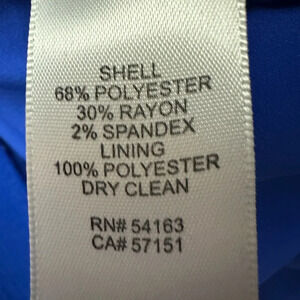 SHELL
68% POLYESTER
30% RAYON
2% SPANDEX
LINING
100% POLYESTER
DRY CLEAN
RN# 54163
CA# 57151